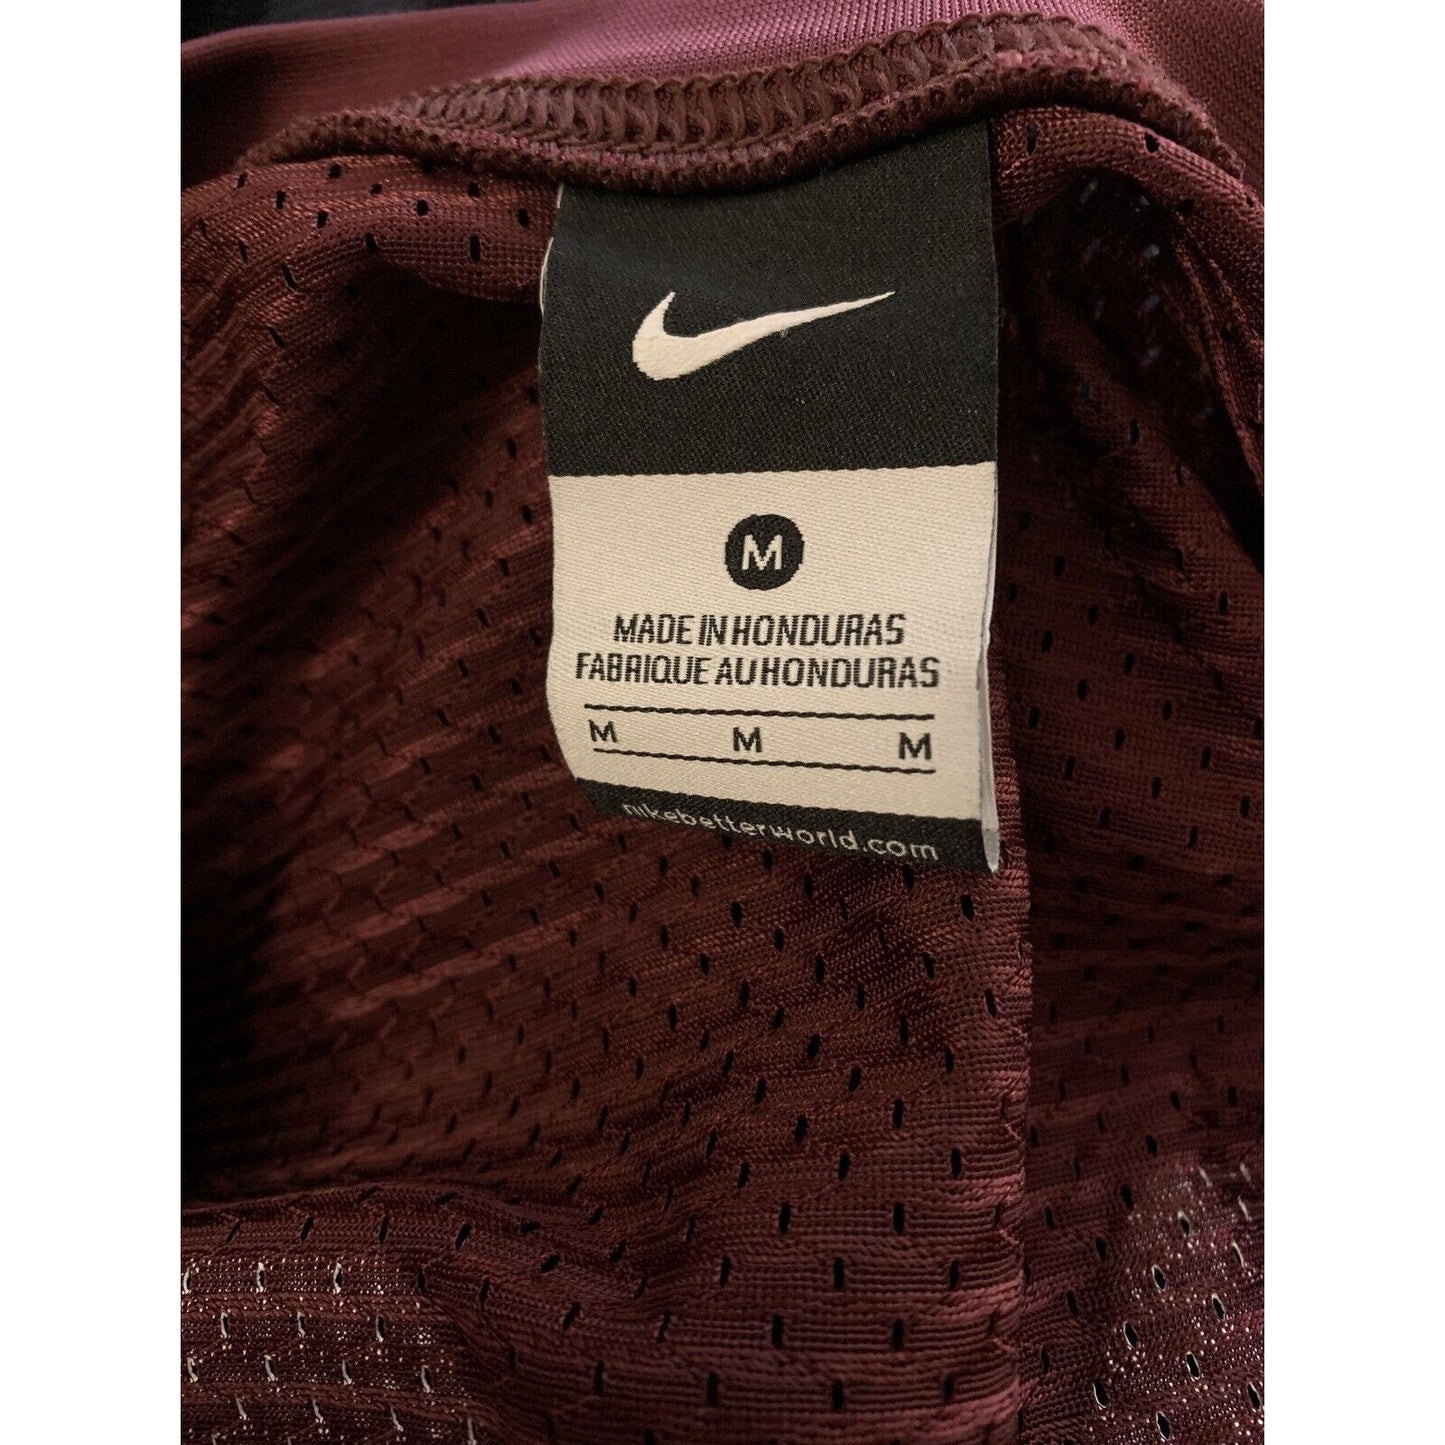 M
MADE IN HONDURAS
FABRIQUE AU HONDURAS
M M M
nikebetterworld.com